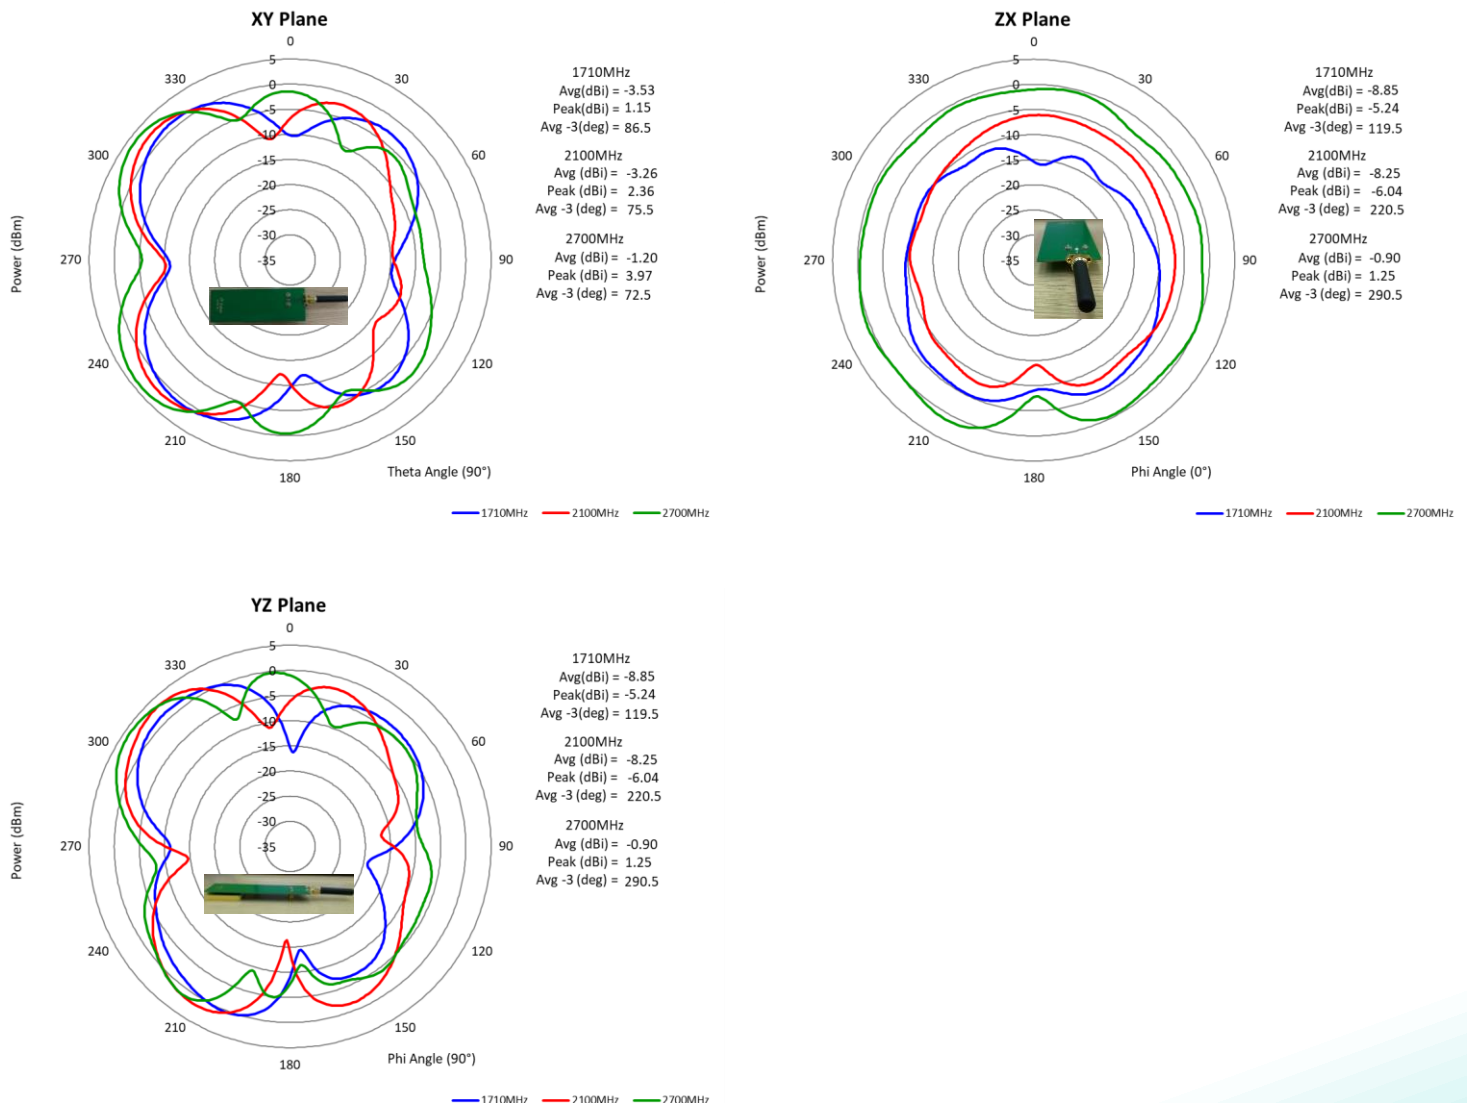 XY Plane
0
5
0
-5
-10
-15
-20
-25
-30
-35
30
60
90
120
150
180
210
240
270
300
330
Power (dBm)
Theta Angle (90°)
1710MHz
Avg(dBi) = -3.53
Peak(dBi) = 1.15
Avg -3(deg) = 86.5
2100MHz
Avg (dBi) = -3.26
Peak (dBi) = 2.36
Avg -3 (deg) = 75.5
2700MHz
Avg (dBi) = -1.20
Peak (dBi) = 3.97
Avg -3 (deg) = 72.5
1710MHz 2100MHz 2700MHz
ZX Plane
0
5
0
-5
-10
-15
-20
-25
-30
-35
30
60
90
120
150
180
210
240
270
300
330
Power (dBm)
Phi Angle (0°)
1710MHz
Avg(dBi) = -8.85
Peak(dBi) = -5.24
Avg -3(deg) = 119.5
2100MHz
Avg (dBi) = -8.25
Peak (dBi) = -6.04
Avg -3 (deg) = 220.5
2700MHz
Avg (dBi) = -0.90
Peak (dBi) = 1.25
Avg -3 (deg) = 290.5
1710MHz 2100MHz 2700MHz
YZ Plane
0
5
0
-5
-10
-15
-20
-25
-30
-35
30
60
90
120
150
180
210
240
270
300
330
Power (dBm)
Phi Angle (90°)
1710MHz
Avg(dBi) = -8.85
Peak(dBi) = -5.24
Avg -3(deg) = 119.5
2100MHz
Avg (dBi) = -8.25
Peak (dBi) = -6.04
Avg -3 (deg) = 220.5
2700MHz
Avg (dBi) = -0.90
Peak (dBi) = 1.25
Avg -3 (deg) = 290.5
1710MHz 2100MHz 2700MHz